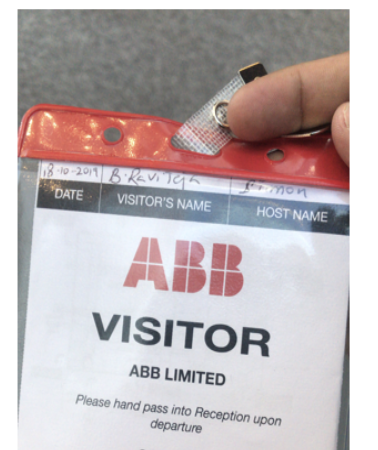 18-10-2019 B. Kavitha
DATE VISITOR'S NAME HOST NAME
ABB
VISITOR
ABB LIMITED
Please hand pass into Reception upon
departure